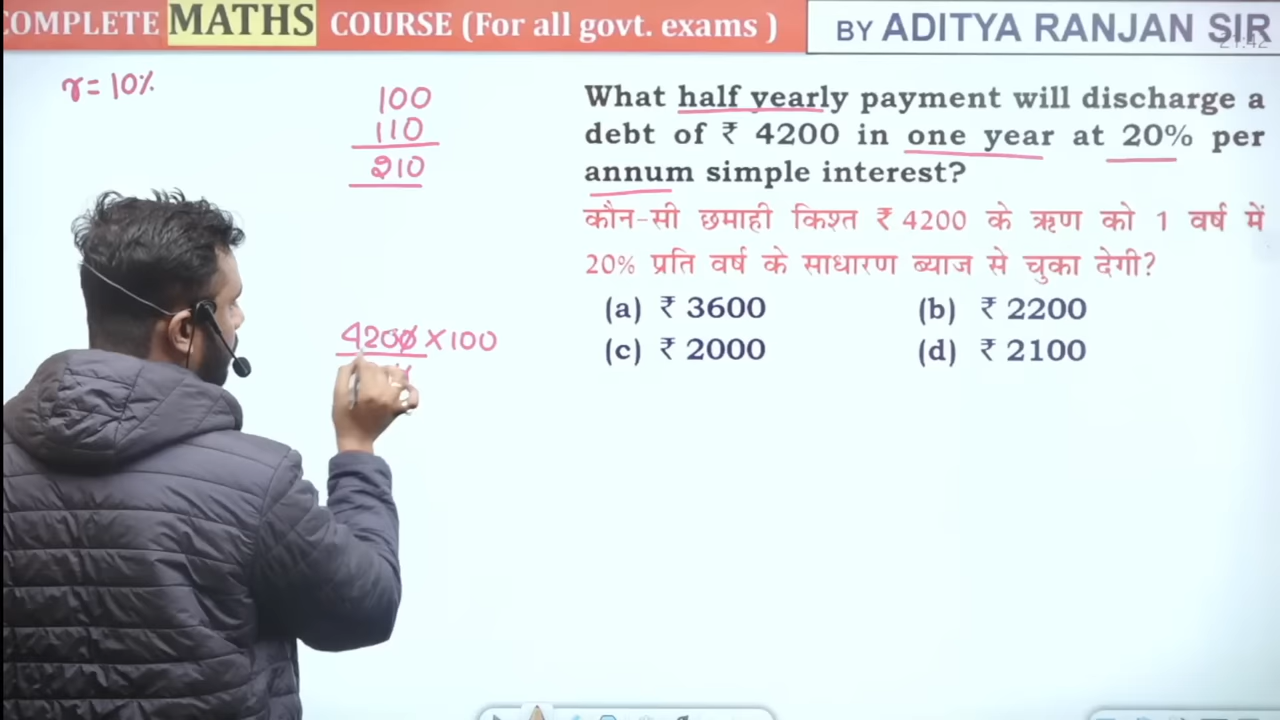 COMPLETE MATHS COURSE (For all govt. exams )
BY ADITYA RANJAN SIR
21:42
r = 10%
100
110
210
4200 × 100
What half yearly payment will discharge a
debt of ₹ 4200 in one year at 20% per
annum simple interest?
कौन-सी छमाही किश्त ₹ 4200 के ऋण को 1 वर्ष में
20% प्रति वर्ष के साधारण ब्याज से चुका देगी?
(a) ₹ 3600 (b) ₹ 2200
(c) ₹ 2000 (d) ₹ 2100